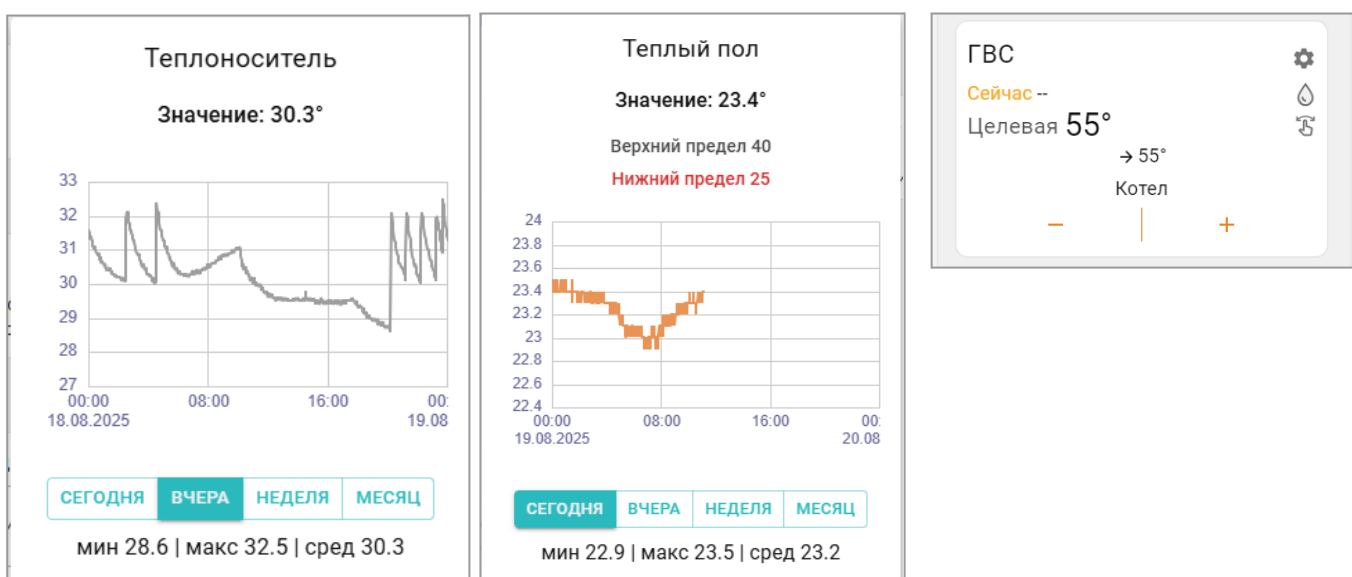 Теплоноситель
Значение: 30.3°
33
32
31
30
29
28
27
00:00 08:00 16:00 00:
18.08.2025 19.08
СЕГОДНЯ ВЧЕРА НЕДЕЛЯ МЕСЯЦ
мин 28.6 | макс 32.5 | сред 30.3
Теплый пол
Значение: 23.4°
Верхний предел 40
Нижний предел 25
24
23.8
23.6
23.4
23.2
23
22.8
22.6
22.4
00:00 08:00 16:00 00:
19.08.2025 20.08
СЕГОДНЯ ВЧЕРА НЕДЕЛЯ МЕСЯЦ
мин 22.9 | макс 23.5 | сред 23.2
ГВС
Сейчас --
Целевая 55°
→ 55°
Котел
− +